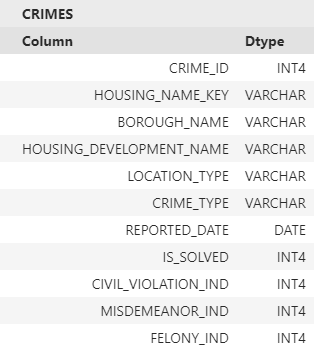 CRIMES
Column Dtype
CRIME_ID INT4
HOUSING_NAME_KEY VARCHAR
BOROUGH_NAME VARCHAR
HOUSING_DEVELOPMENT_NAME VARCHAR
LOCATION_TYPE VARCHAR
CRIME_TYPE VARCHAR
REPORTED_DATE DATE
IS_SOLVED INT4
CIVIL_VIOLATION_IND INT4
MISDEMEANOR_IND INT4
FELONY_IND INT4